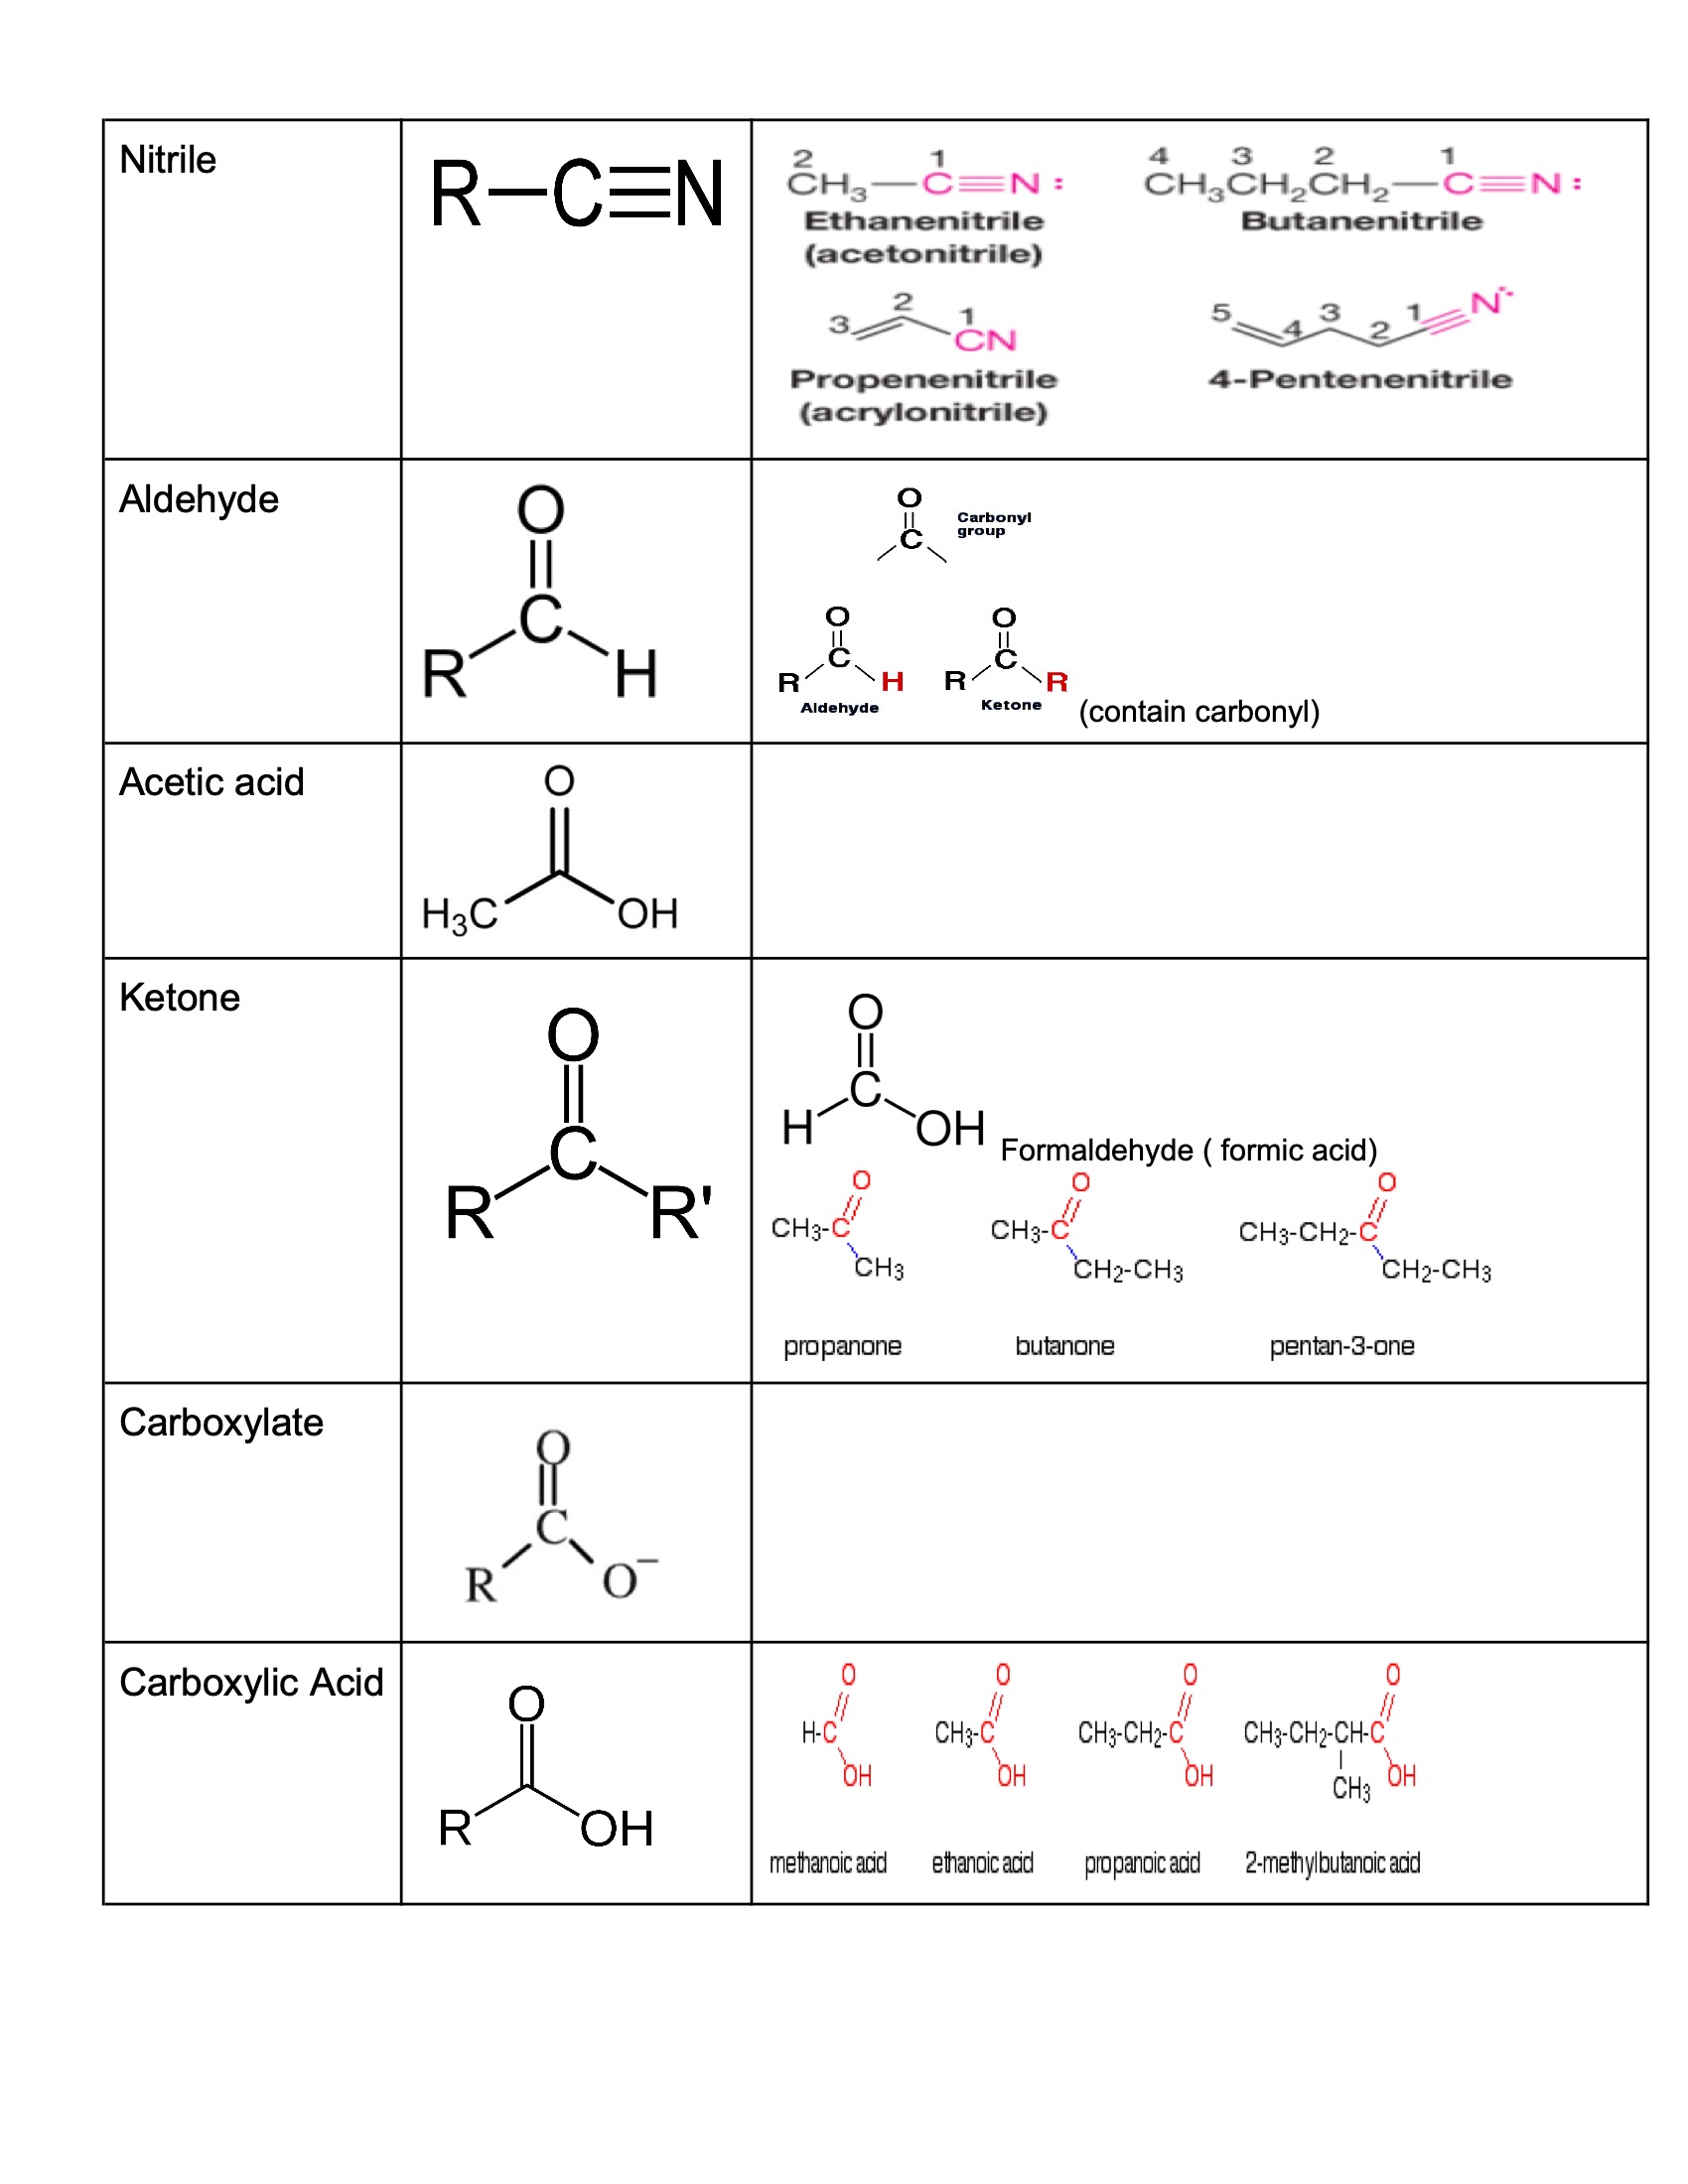 Nitrile
R—C≡N
2 1
CH₃—C≡N:
Ethanenitrile
(acetonitrile)
4 3 2 1
CH₃CH₂CH₂—C≡N:
Butanenitrile
3 2 1
CN
Propenenitrile
(acrylonitrile)
5 4 3 2 1 N:
4-Pentenenitrile
Aldehyde
O
C
R H
O
C
Carbonyl
group
O
C
R H
Aldehyde
O
C
R R
Ketone
(contain carbonyl)
Acetic acid
O
H₃C OH
Ketone
O
C
R R'
O
C
H OH
Formaldehyde ( formic acid)
O
CH₃-C
CH₃
propanone
O
CH₃-C
CH₂-CH₃
butanone
O
CH₃-CH₂-C
CH₂-CH₃
pentan-3-one
Carboxylate
O
C
R O⁻
Carboxylic Acid
O
R OH
O
H-C
OH
methanoic acid
O
CH₃-C
OH
ethanoic acid
O
CH₃-CH₂-C
OH
propanoic acid
O
CH₃-CH₂-CH-C
CH₃ OH
2-methylbutanoic acid